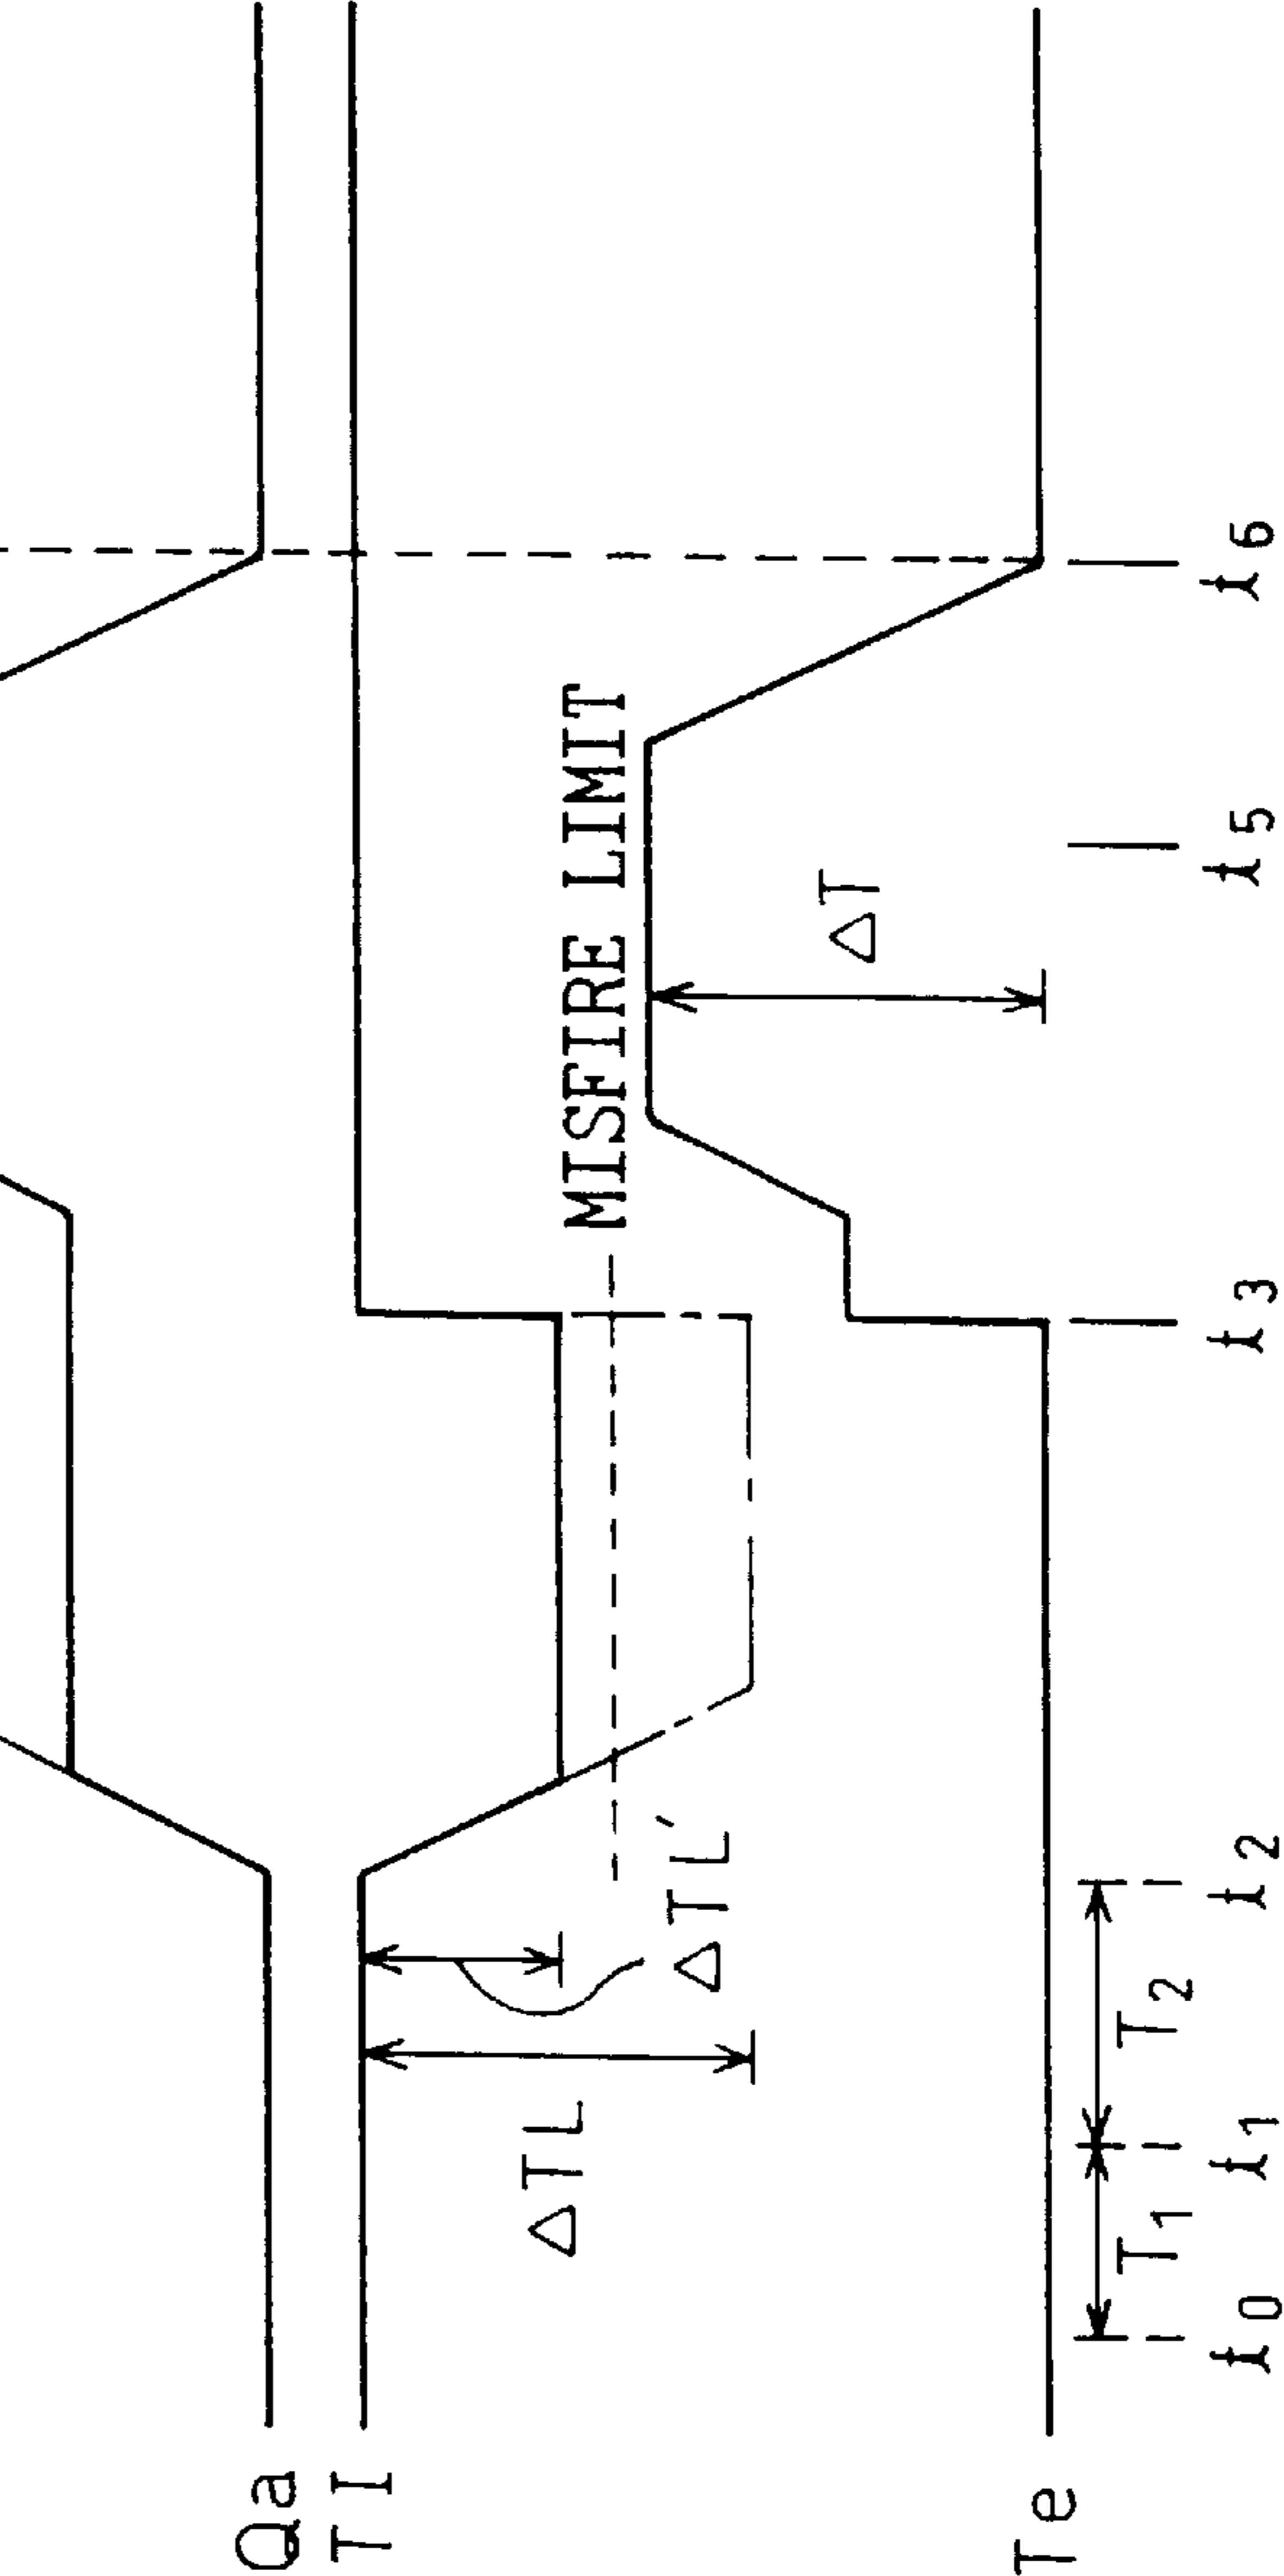 Qa
TI
MISFIRE LIMIT
ΔTL
ΔTL′
ΔT
Te
T1
T2
t0
t1
t2
t3
t5
t6